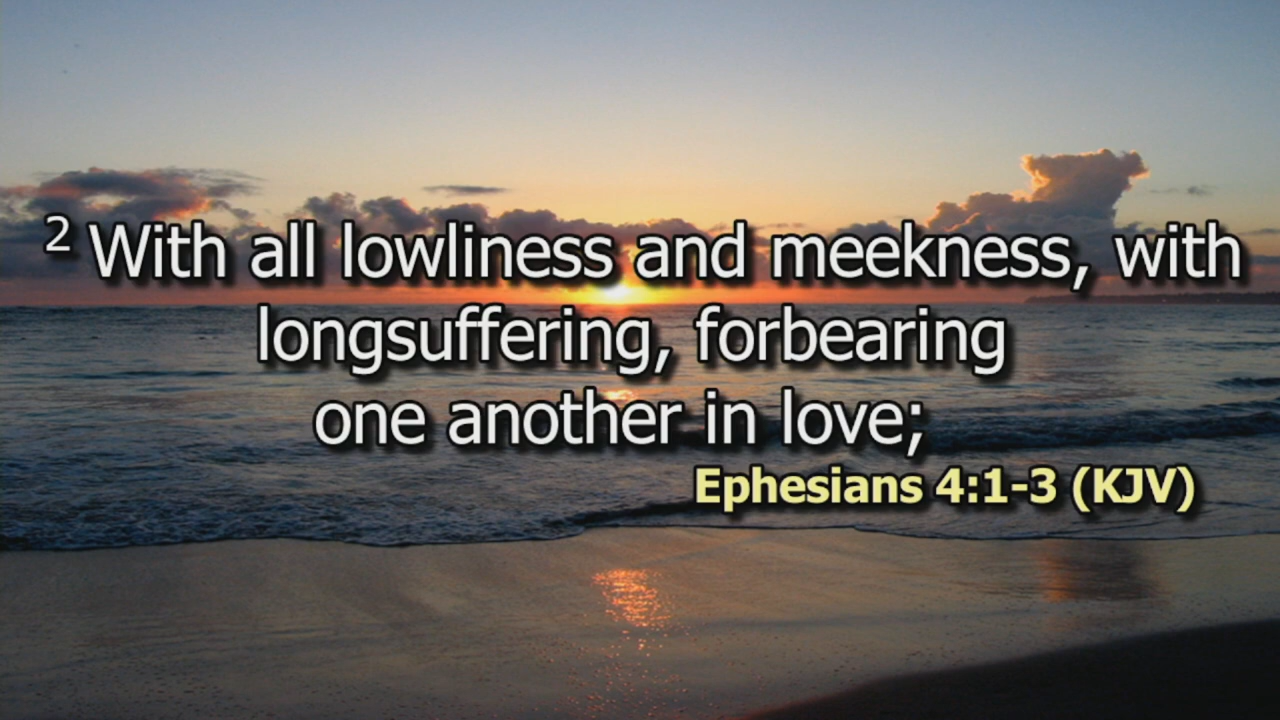 2 With all lowliness and meekness, with
longsuffering, forbearing
one another in love;
Ephesians 4:1-3 (KJV)